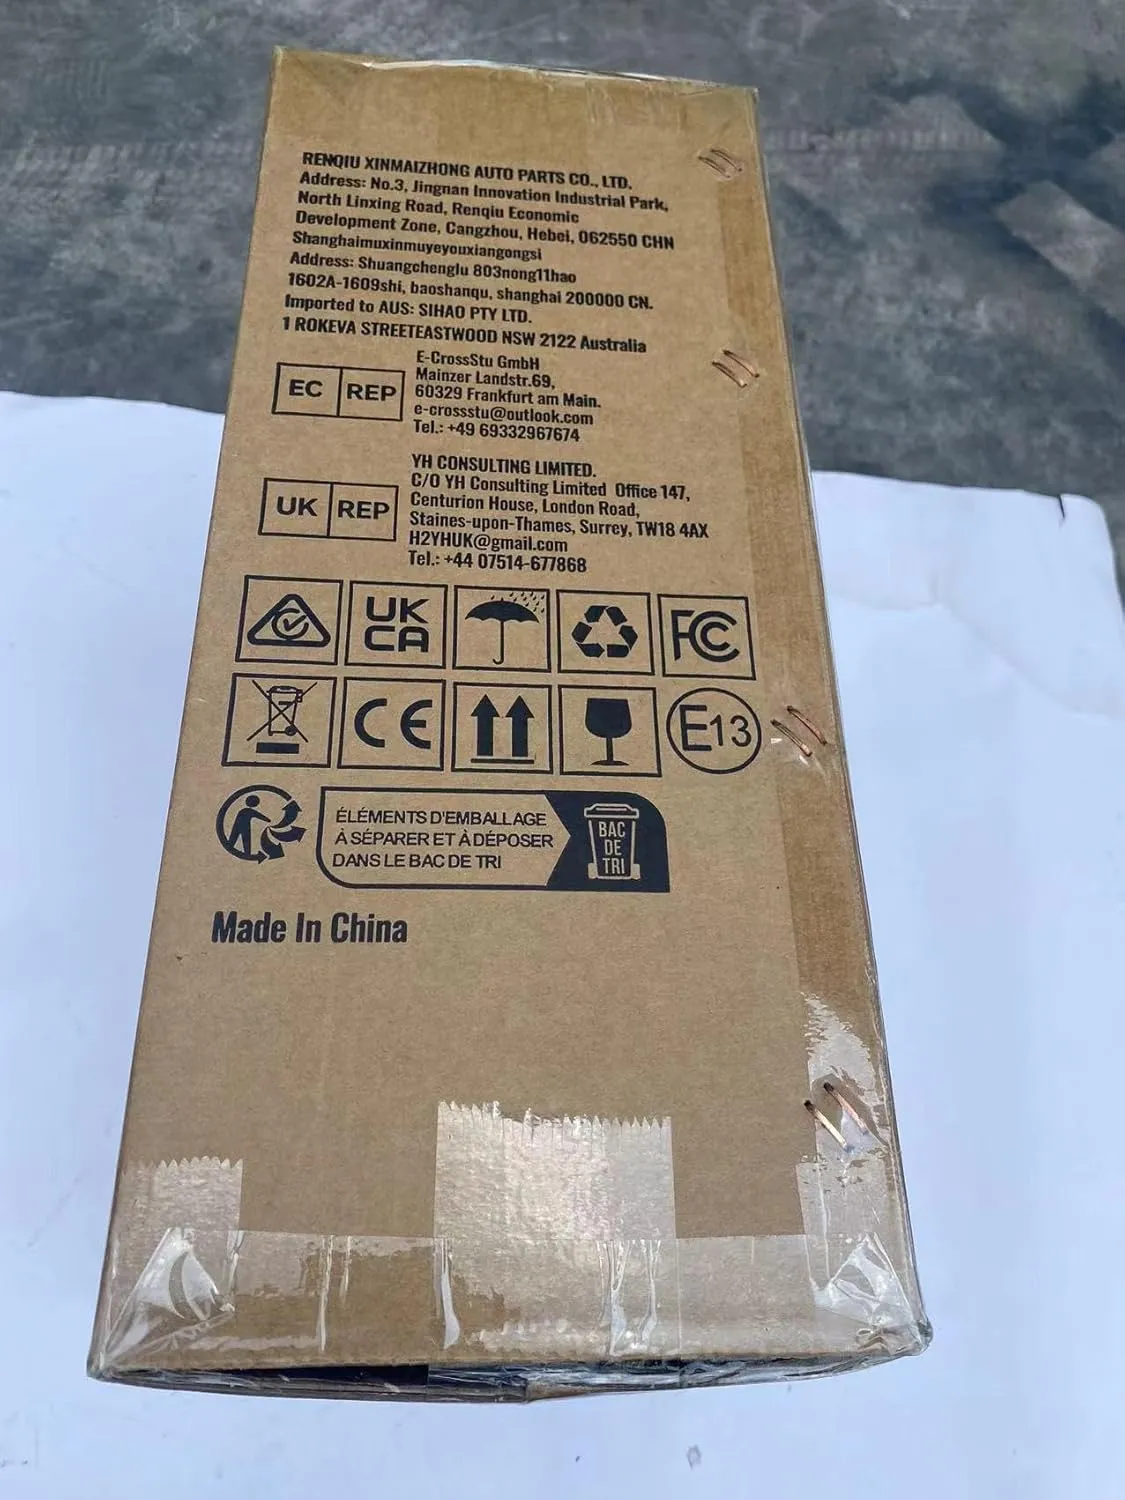 RENQIU XINMAIZHONG AUTO PARTS CO., LTD.
Address: No.3, Jingnan Innovation Industrial Park,
North Linxing Road, Renqiu Economic
Development Zone, Cangzhou, Hebei, 062550 CHN
Shanghaimuxinmuyeyouxiangongsi
Address: Shuangchenglu 803nong11hao
1602A-1609shi, baoshanqu, shanghai 200000 CN.
Imported to AUS: SIHAO PTY LTD.
1 ROKEVA STREETEASTWOOD NSW 2122 Australia
EC REP
E-CrossStu GmbH
Mainzer Landstr.69,
60329 Frankfurt am Main.
e-crossstu@outlook.com
Tel.: +49 69332967674
UK REP
YH CONSULTING LIMITED.
C/O YH Consulting Limited Office 147,
Centurion House, London Road,
Staines-upon-Thames, Surrey, TW18 4AX
H2YHUK@gmail.com
Tel.: +44 07514-677868
UK
CA
FC
CE
E13
ÉLÉMENTS D'EMBALLAGE
À SÉPARER ET À DÉPOSER
DANS LE BAC DE TRI
BAC
DE
TRI
Made In China